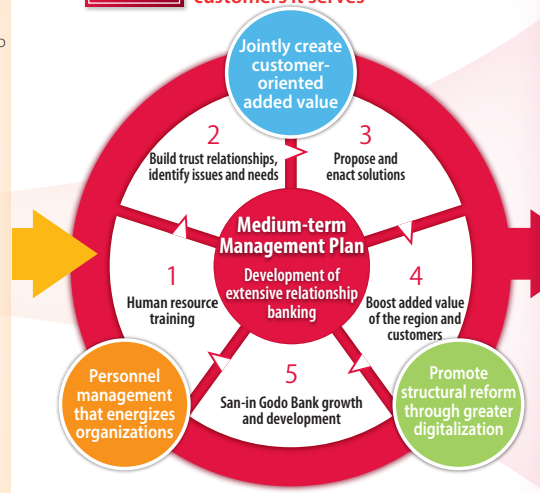 customers it serves
Jointly create
customer-
oriented
added value
2
Build trust relationships,
identify issues and needs
3
Propose and
enact solutions
Medium-term
Management Plan
Development of
extensive relationship
banking
1
Human resource
training
4
Boost added value
of the region and
customers
5
San-in Godo Bank growth
and development
Personnel
management
that energizes
organizations
Promote
structural reform
through greater
digitalization